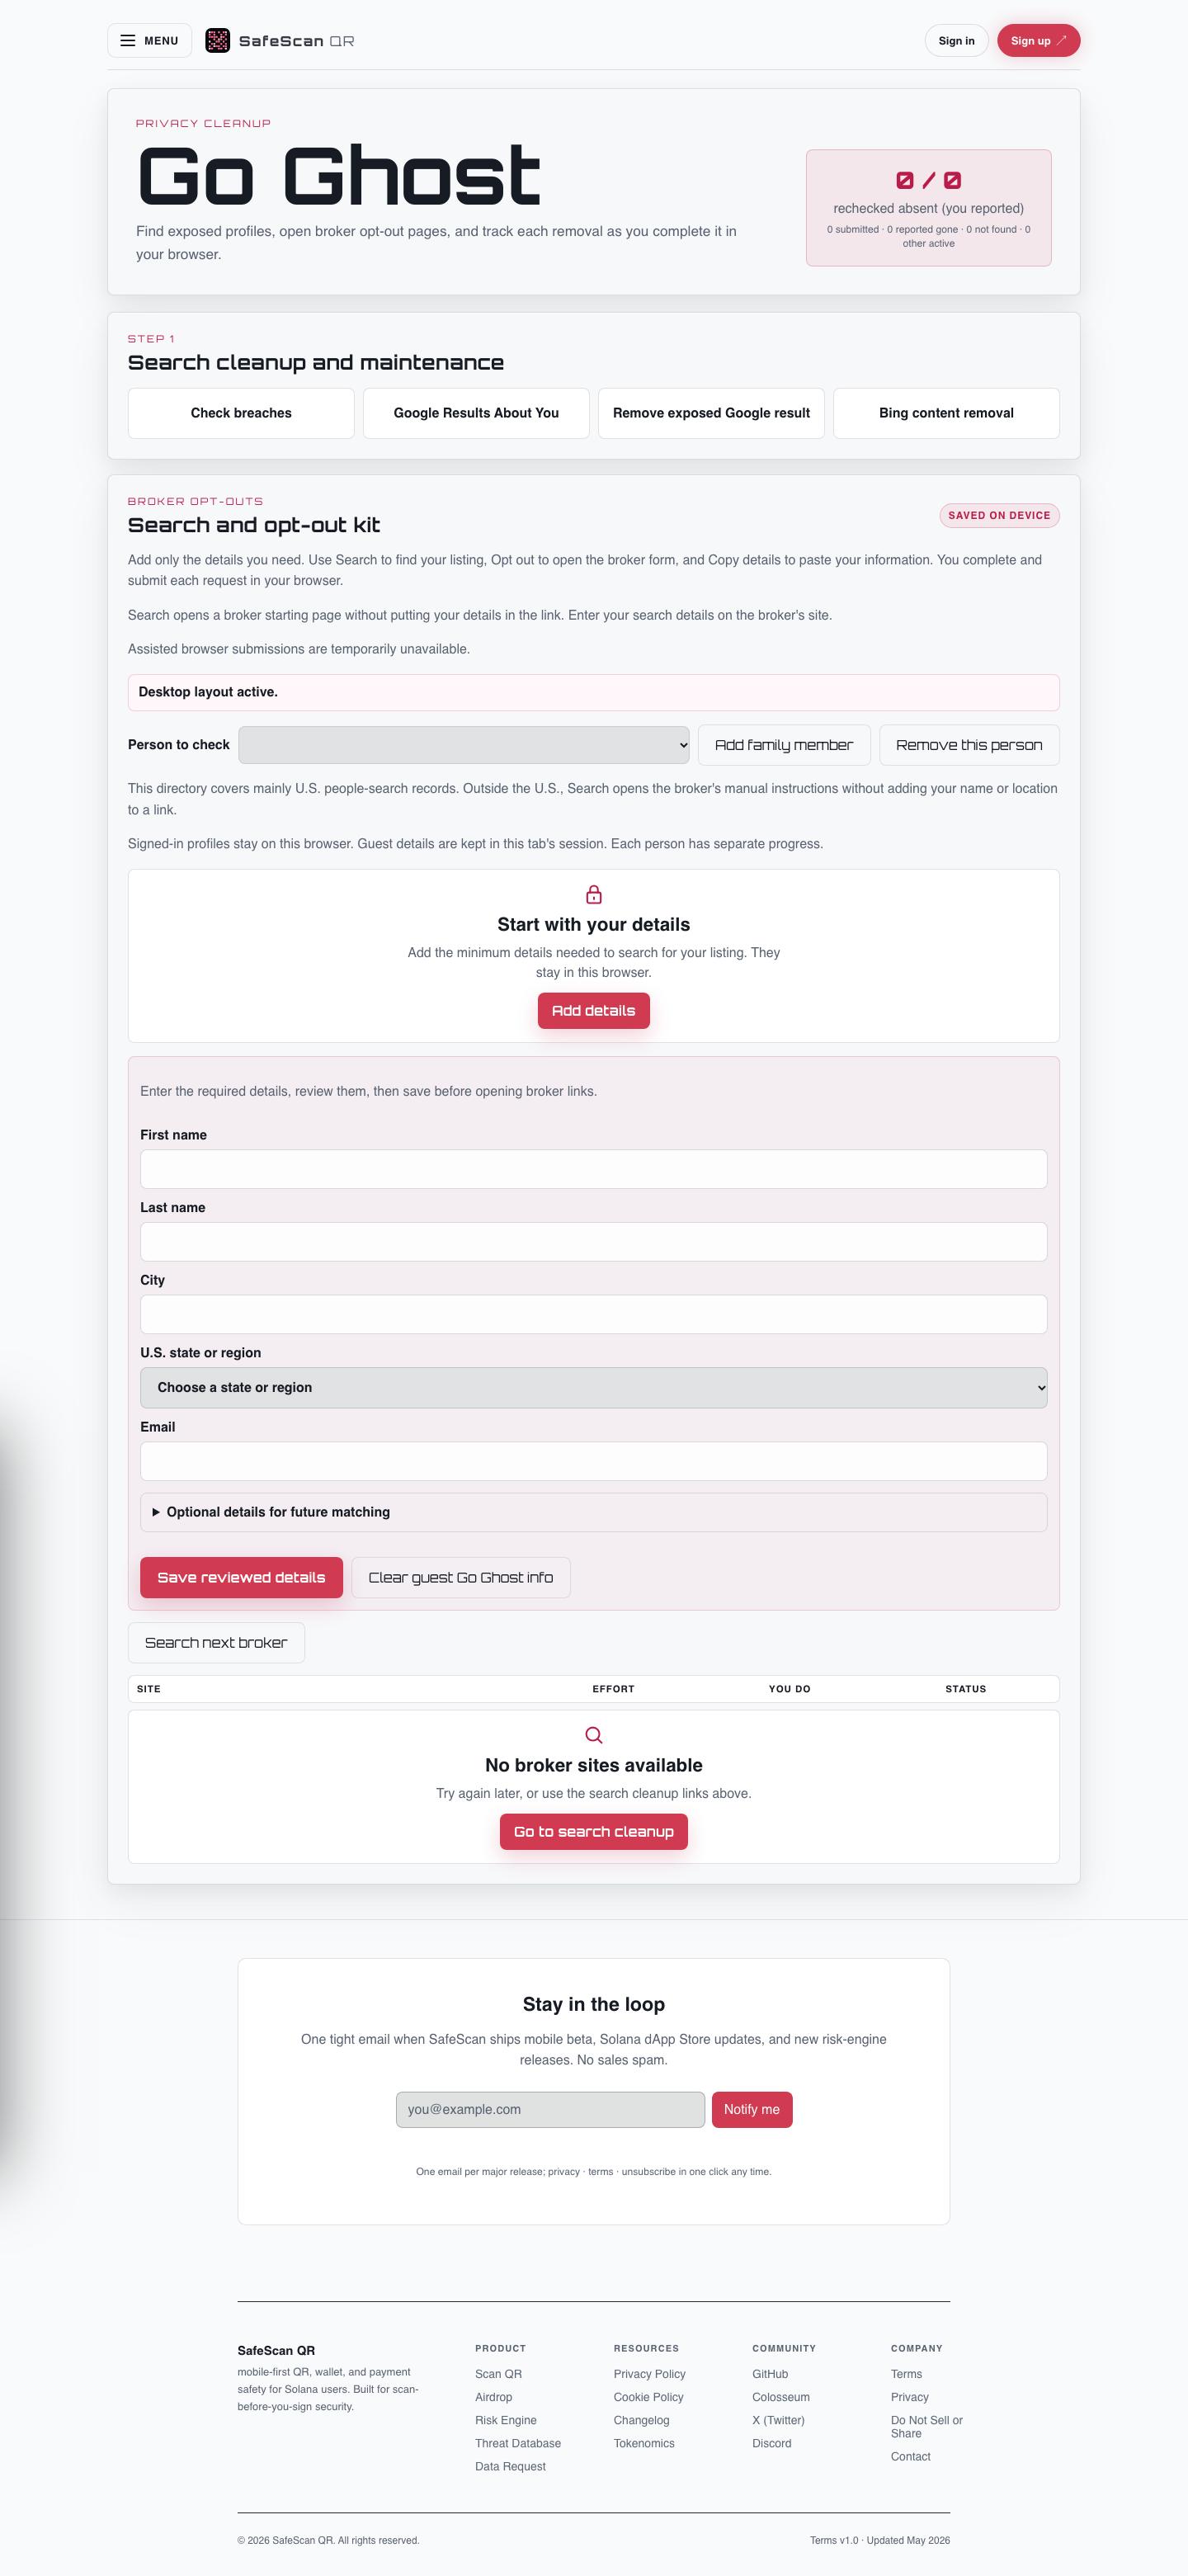 MENU
SafeScan QR
Sign in
Sign up ↗
PRIVACY CLEANUP
Go Ghost
Find exposed profiles, open broker opt-out pages, and track each removal as you complete it in
your browser.
0 / 0
rechecked absent (you reported)
0 submitted · 0 reported gone · 0 not found · 0
other active
STEP 1
Search cleanup and maintenance
Check breaches
Google Results About You
Remove exposed Google result
Bing content removal
BROKER OPT-OUTS
Search and opt-out kit
SAVED ON DEVICE
Add only the details you need. Use Search to find your listing, Opt out to open the broker form, and Copy details to paste your information. You complete and
submit each request in your browser.
Search opens a broker starting page without putting your details in the link. Enter your search details on the broker's site.
Assisted browser submissions are temporarily unavailable.
Desktop layout active.
Person to check
Add family member
Remove this person
This directory covers mainly U.S. people-search records. Outside the U.S., Search opens the broker's manual instructions without adding your name or location
to a link.
Signed-in profiles stay on this browser. Guest details are kept in this tab's session. Each person has separate progress.
Start with your details
Add the minimum details needed to search for your listing. They
stay in this browser.
Add details
Enter the required details, review them, then save before opening broker links.
First name
Last name
City
U.S. state or region
Choose a state or region
Email
Optional details for future matching
Save reviewed details
Clear guest Go Ghost info
Search next broker
SITE
EFFORT
YOU DO
STATUS
No broker sites available
Try again later, or use the search cleanup links above.
Go to search cleanup
Stay in the loop
One tight email when SafeScan ships mobile beta, Solana dApp Store updates, and new risk-engine
releases. No sales spam.
you@example.com
Notify me
One email per major release; privacy · terms · unsubscribe in one click any time.
SafeScan QR
mobile-first QR, wallet, and payment
safety for Solana users. Built for scan-
before-you-sign security.
PRODUCT
Scan QR
Airdrop
Risk Engine
Threat Database
Data Request
RESOURCES
Privacy Policy
Cookie Policy
Changelog
Tokenomics
COMMUNITY
GitHub
Colosseum
X (Twitter)
Discord
COMPANY
Terms
Privacy
Do Not Sell or
Share
Contact
© 2026 SafeScan QR. All rights reserved.
Terms v1.0 · Updated May 2026